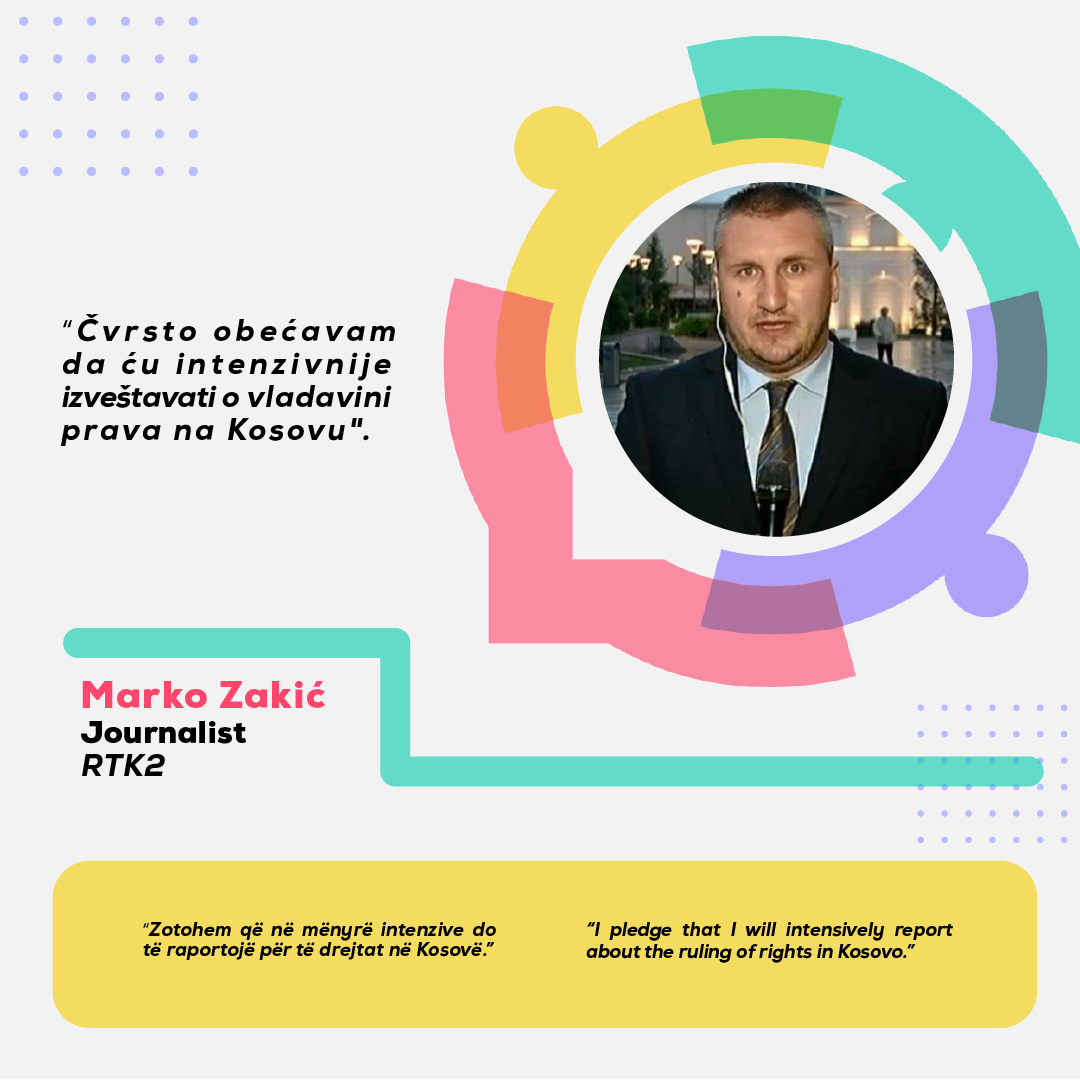 “Čvrsto obećavam
da ću intenzivnije
izveštavati o vladavini
prava na Kosovu".
Marko Zakić
Journalist
RTK2
“Zotohem që në mënyrë intenzive do
të raportojë për të drejtat në Kosovë.”
“I pledge that I will intensively report
about the ruling of rights in Kosovo.”